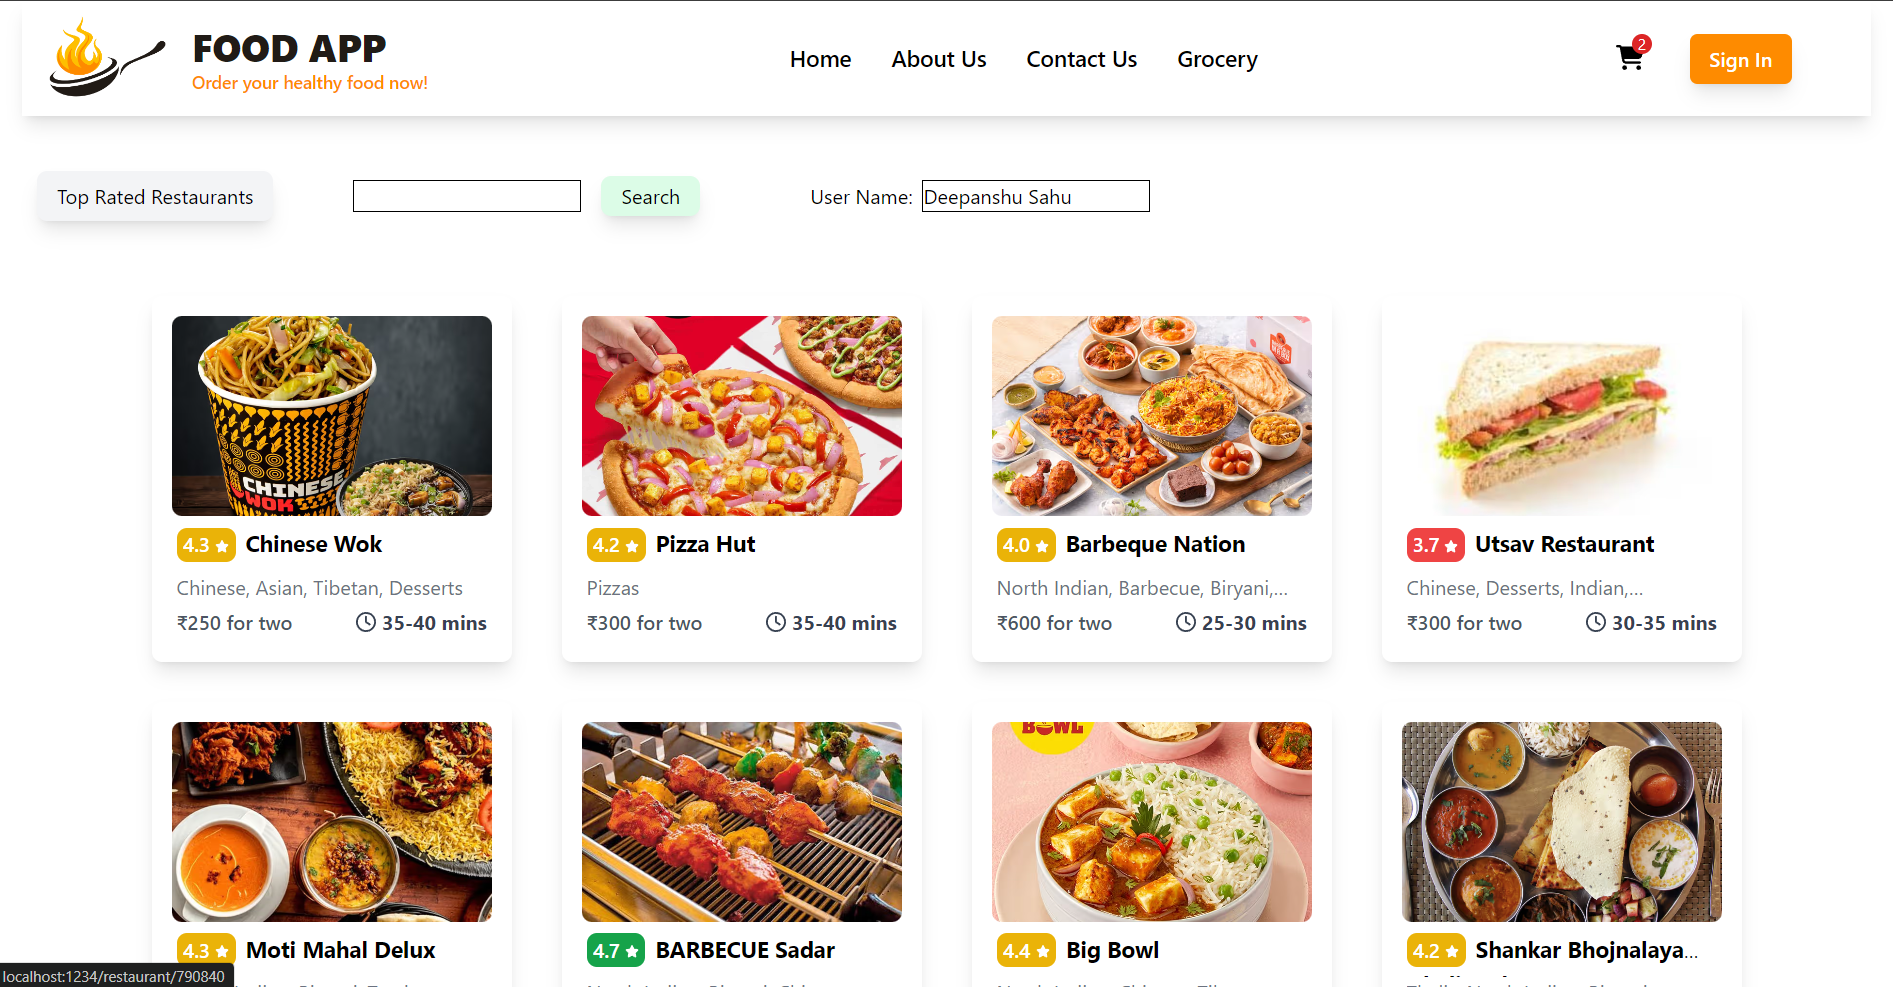 FOOD APP
Order your healthy food now!
Home
About Us
Contact Us
Grocery
2
Sign In
Top Rated Restaurants
Search
User Name:
Deepanshu Sahu
CHINESE
WOK
4.3
Chinese Wok
Chinese, Asian, Tibetan, Desserts
₹250 for two
35-40 mins
4.2
Pizza Hut
Pizzas
₹300 for two
35-40 mins
4.0
Barbeque Nation
North Indian, Barbecue, Biryani,...
₹600 for two
25-30 mins
3.7
Utsav Restaurant
Chinese, Desserts, Indian,...
₹300 for two
30-35 mins
BOWL
4.3
Moti Mahal Delux
4.7
BARBECUE Sadar
4.4
Big Bowl
4.2
Shankar Bhojnalaya...
localhost:1234/restaurant/790840